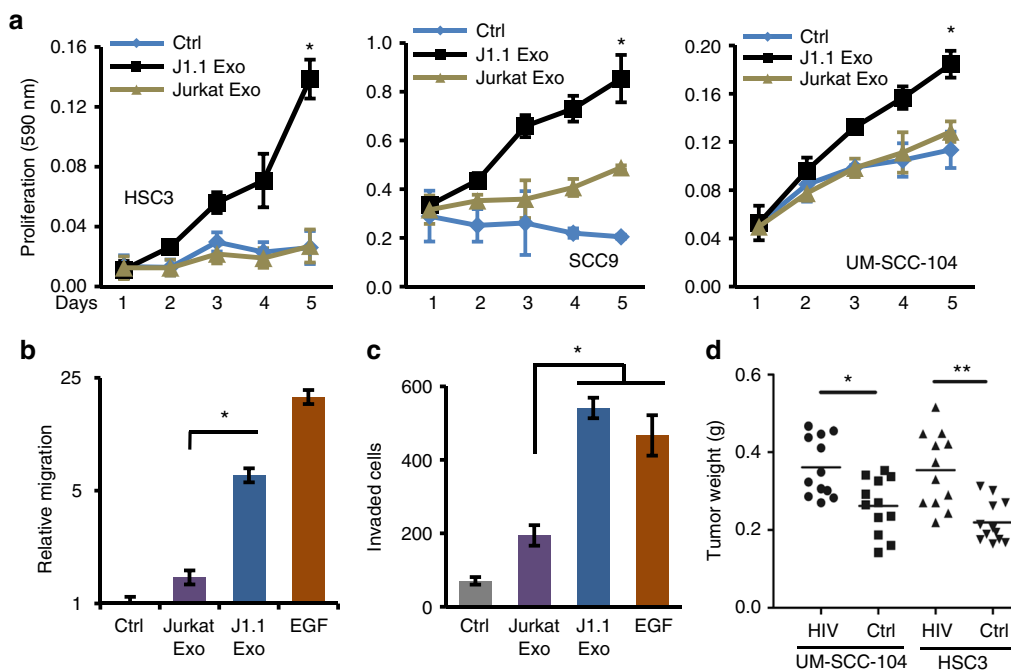 a
Proliferation (590 nm)
0.16
0.12
0.08
0.04
0.00
Ctrl
J1.1 Exo
Jurkat Exo
*
HSC3
Days 1 2 3 4 5
1.0
0.8
0.6
0.4
0.2
0.0
Ctrl
J1.1 Exo
Jurkat Exo
*
SCC9
1 2 3 4 5
0.20
0.16
0.12
0.08
0.04
0.00
Ctrl
J1.1 Exo
Jurkat Exo
*
UM-SCC-104
1 2 3 4 5
b
Relative migration
25
5
1
*
Ctrl Jurkat J1.1 EGF
Exo Exo
c
Invaded cells
600
400
200
0
*
Ctrl Jurkat J1.1 EGF
Exo Exo
d
Tumor weight (g)
0.6
0.4
0.2
0.0
* **
HIV Ctrl HIV Ctrl
UM-SCC-104 HSC3